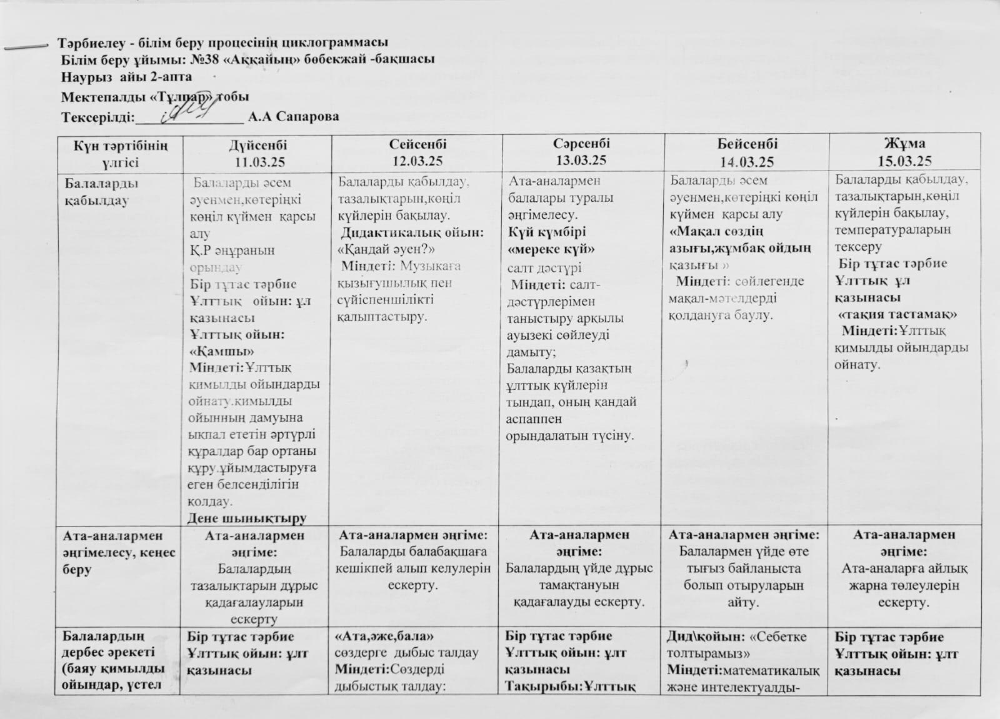 Тәрбиелеу - білім беру процесінің циклограммасы
Білім беру ұйымы: №38 «Аққайың» бөбекжай -бақшасы
Наурыз айы 2-апта
Мектепалды «Тұлпар» тобы
Тексерілді:_______________ А.А Сапарова
Күн тәртібінің
үлгісі
Дүйсенбі
11.03.25
Сейсенбі
12.03.25
Сәрсенбі
13.03.25
Бейсенбі
14.03.25
Жұма
15.03.25
Балаларды
қабылдау
Балаларды әсем
әуенмен,көтеріңкі
көңіл күймен қарсы
алу
Қ.Р әнұранын
орындау
Бір тұтас тәрбие
Ұлттық ойын: ұл
қазынасы
Ұлттық ойын:
«Қамшы»
Міндеті:Ұлттық
қимылды ойындарды
ойнату.қимылды
ойынның дамуына
ықпал ететін әртүрлі
құралдар бар ортаны
құру.ұйымдастыруға
еген белсенділігін
қолдау.
Дене шынықтыру
Балаларды қабылдау,
тазалықтарын,көңіл
күйлерін бақылау.
Дидактикалық ойын:
«Қандай әуен?»
Міндеті: Музыкаға
қызығушылық пен
сүйіспеншілікті
қалыптастыру.
Ата-аналармен
балалары туралы
әңгімелесу.
Күй күмбірі
«мереке күй»
салт дәстүрі
Міндеті: салт-
дәстүрлерімен
таныстыру арқылы
ауызекі сөйлеуді
дамыту;
Балаларды қазақтың
ұлттық күйлерін
тындап, оның қандай
аспаппен
орындалатын түсіну.
Балаларды әсем
әуенмен,көтеріңкі көңіл
күймен қарсы алу
«Мақал сөздің
азығы,жұмбақ ойдың
қазығы »
Міндеті: сөйлегенде
мақал-мәтелдерді
қолдануға баулу.
Балаларды қабылдау,
тазалықтарын,көңіл
күйлерін бақылау,
температураларын
тексеру
Бір тұтас тәрбие
Ұлттық ұл
қазынасы
«тақия тастамақ»
Міндеті:Ұлттық
қимылды ойындарды
ойнату.
Ата-аналармен
әңгімелесу, кеңес
беру
Ата-аналармен
әңгіме:
Балалардың
тазалықтарын дұрыс
қадағалауларын
ескерту
Ата-аналармен әңгіме:
Балаларды балабақшаға
кешікпей алып келулерін
ескерту.
Ата-аналармен
әңгіме:
Балалардың үйде дұрыс
тамақтануын
қадағалауды ескерту.
Ата-аналармен әңгіме:
Балалармен үйде өте
тығыз байланыста
болып отыруларын
айту.
Ата-аналармен
әңгіме:
Ата-аналарға айлық
жарна төлеулерін
ескерту.
Балалардың
дербес әрекеті
(баяу қимылды
ойындар, үстел
Бір тұтас тәрбие
Ұлттық ойын: ұлт
қазынасы
«Ата,әже,бала»
сөздерге дыбыс талдау
Міндеті:Сөздерді
дыбыстық талдау:
Бір тұтас тәрбие
Ұлттық ойын: ұлт
қазынасы
Тақырыбы:Ұлттық
Дид\қойын: «Себетке
толтырамыз»
Міндеті:математикалық
және интелектуалды-
Бір тұтас тәрбие
Ұлттық ойын: ұлт
қазынасы